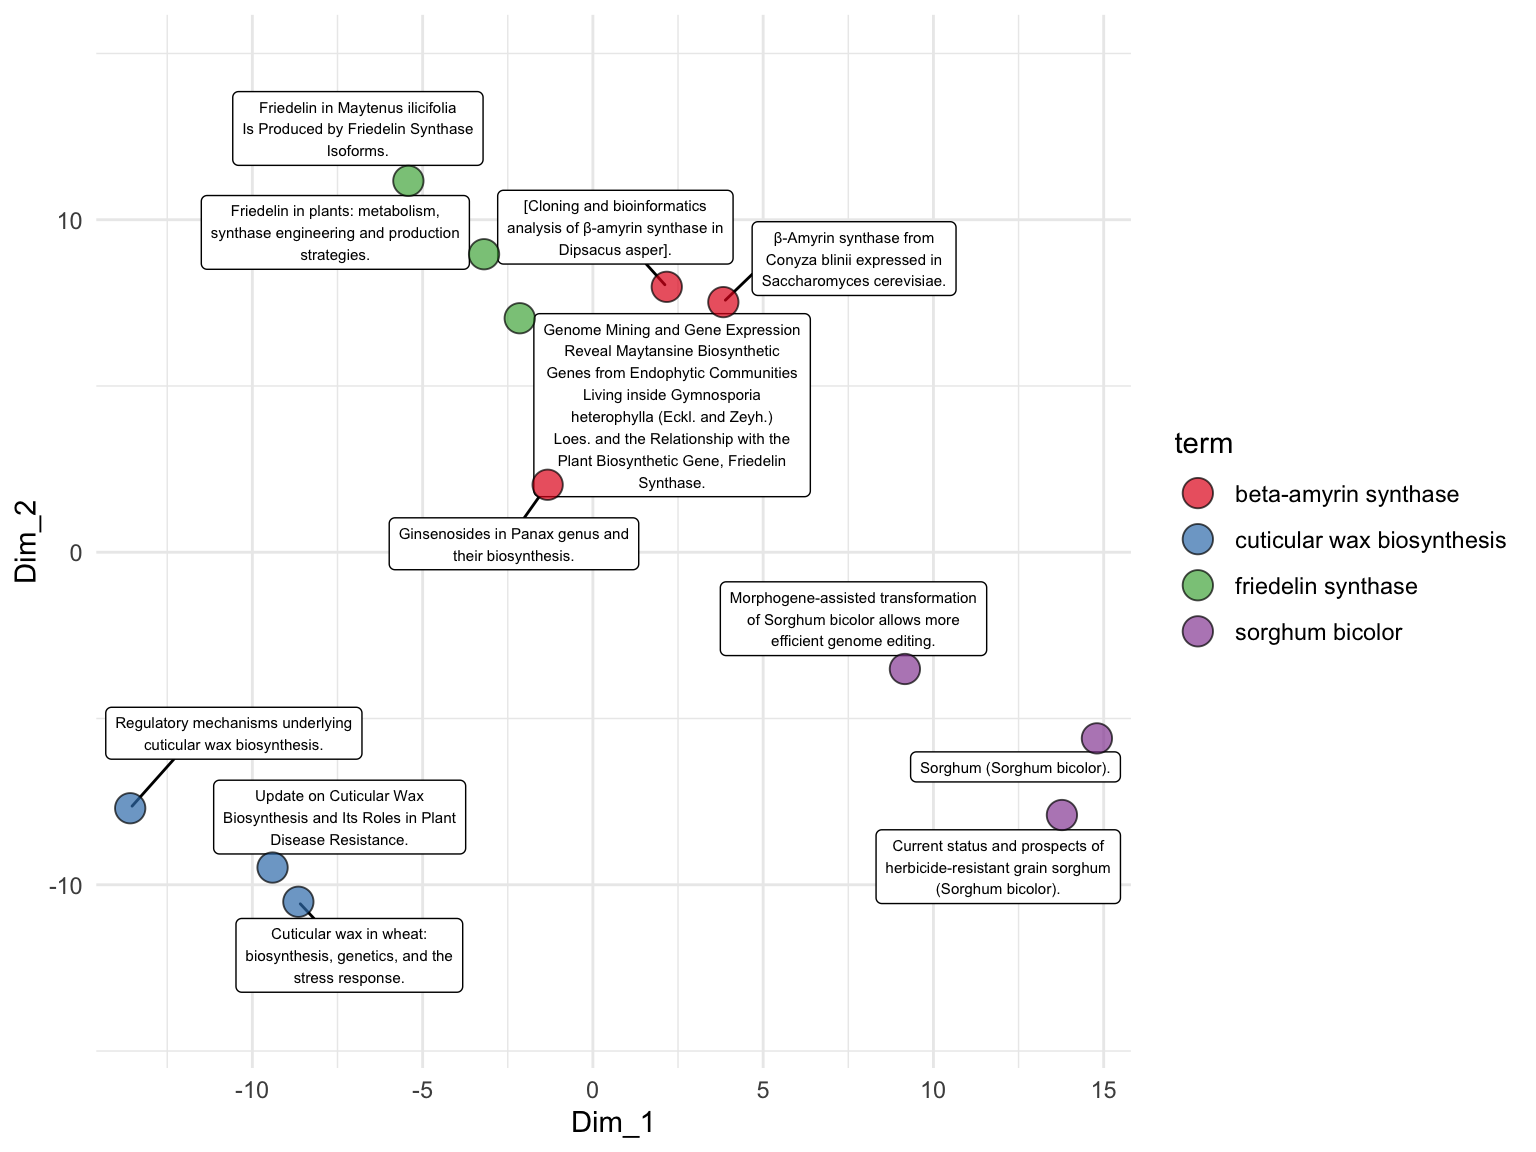 Friedelin in Maytenus ilicifolia
Is Produced by Friedelin Synthase
Isoforms.
Friedelin in plants: metabolism,
synthase engineering and production
strategies.
[Cloning and bioinformatics
analysis of β-amyrin synthase in
Dipsacus asper].
β-Amyrin synthase from
Conyza blinii expressed in
Saccharomyces cerevisiae.
Genome Mining and Gene Expression
Reveal Maytansine Biosynthetic
Genes from Endophytic Communities
Living inside Gymnosporia
heterophylla (Eckl. and Zeyh.)
Loes. and the Relationship with the
Plant Biosynthetic Gene, Friedelin
Synthase.
Ginsenosides in Panax genus and
their biosynthesis.
Morphogene-assisted transformation
of Sorghum bicolor allows more
efficient genome editing.
Regulatory mechanisms underlying
cuticular wax biosynthesis.
Sorghum (Sorghum bicolor).
Update on Cuticular Wax
Biosynthesis and Its Roles in Plant
Disease Resistance.
Current status and prospects of
herbicide-resistant grain sorghum
(Sorghum bicolor).
Cuticular wax in wheat:
biosynthesis, genetics, and the
stress response.
10
0
-10
Dim_2
-10
-5
0
5
10
15
Dim_1
term
beta-amyrin synthase
cuticular wax biosynthesis
friedelin synthase
sorghum bicolor